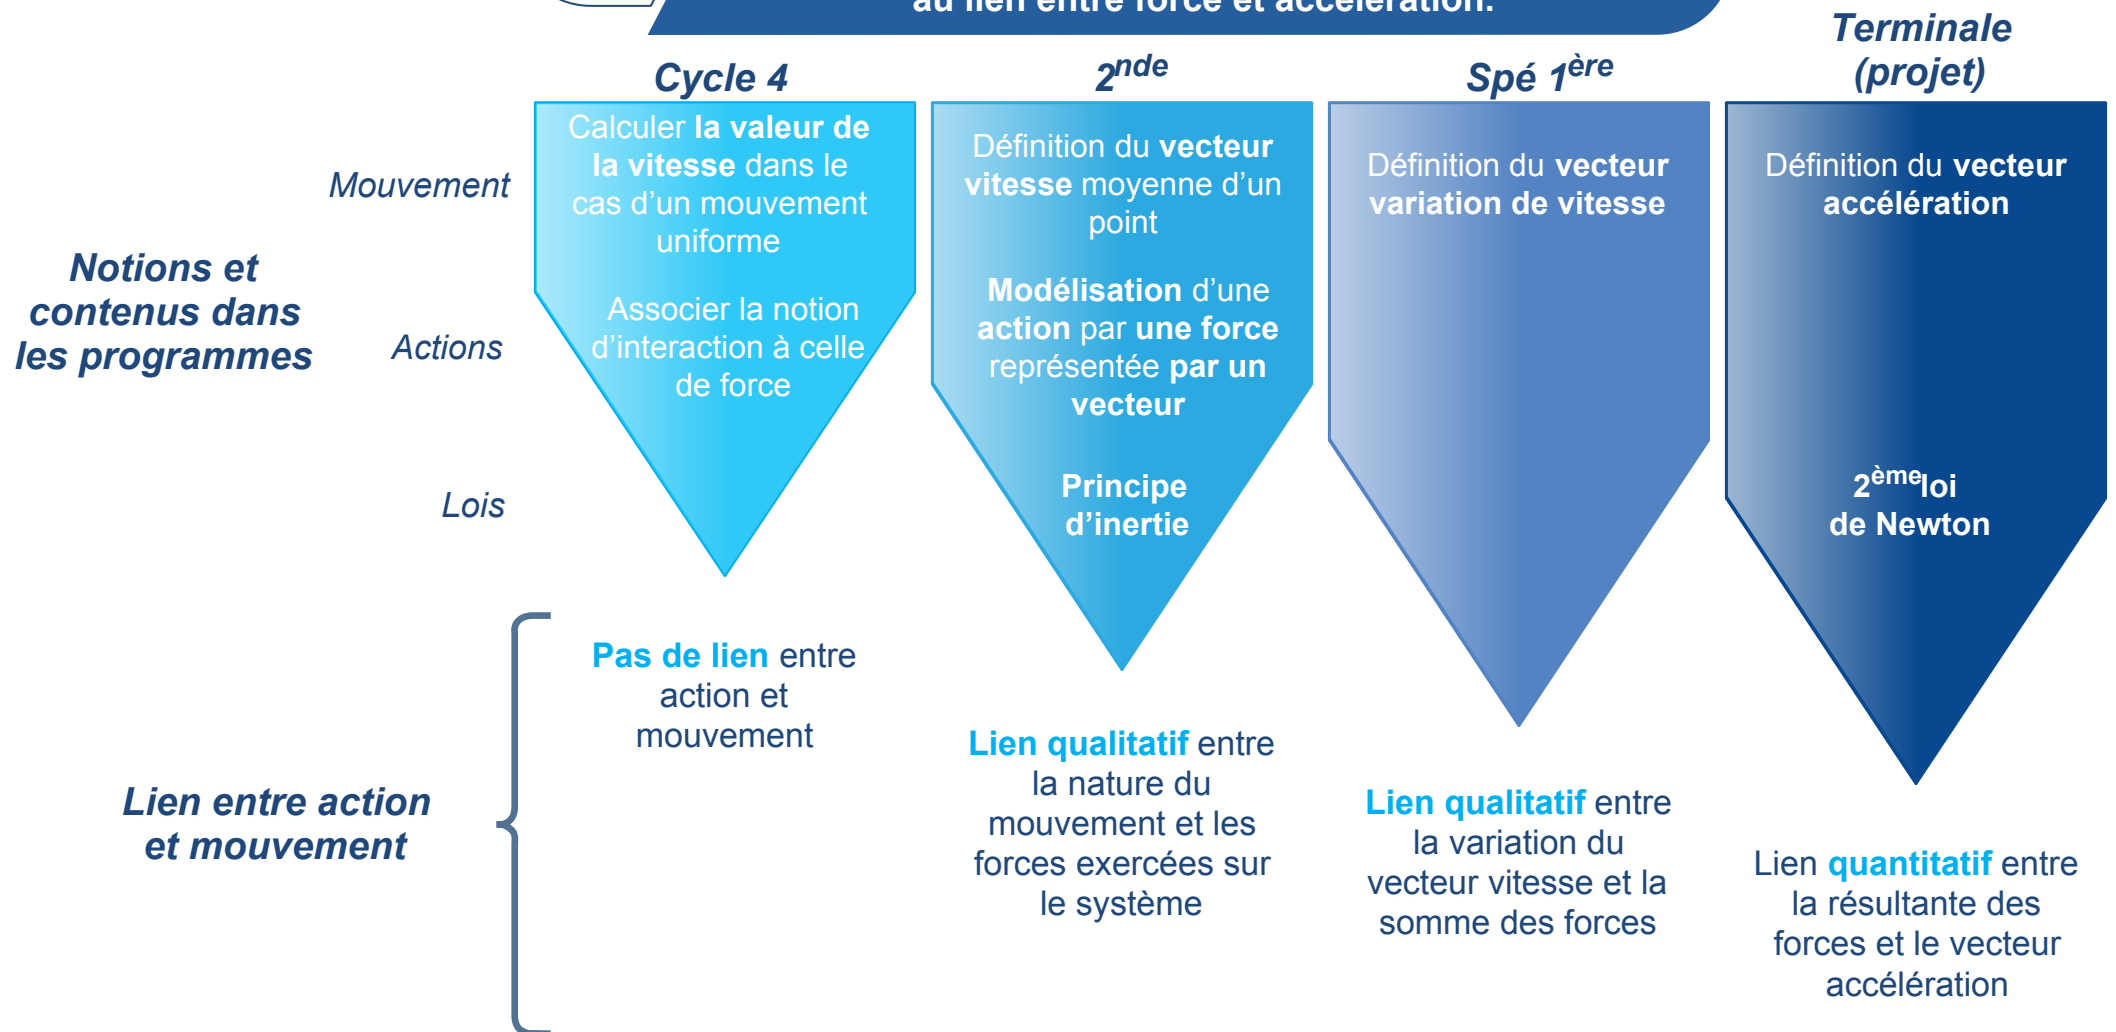 au lien entre force et accélération.
Cycle 4
2nde
Spé 1ère
Terminale
(projet)
Notions et
contenus dans
les programmes
Mouvement
Actions
Lois
Calculer la valeur de
la vitesse dans le
cas d’un mouvement
uniforme
Associer la notion
d’interaction à celle
de force
Définition du vecteur
vitesse moyenne d’un
point
Modélisation d’une
action par une force
représentée par un
vecteur
Principe
d’inertie
Définition du vecteur
variation de vitesse
Définition du vecteur
accélération
2ème loi
de Newton
Lien entre action
et mouvement
Pas de lien entre
action et
mouvement
Lien qualitatif entre
la nature du
mouvement et les
forces exercées sur
le système
Lien qualitatif entre
la variation du
vecteur vitesse et la
somme des forces
Lien quantitatif entre
la résultante des
forces et le vecteur
accélération